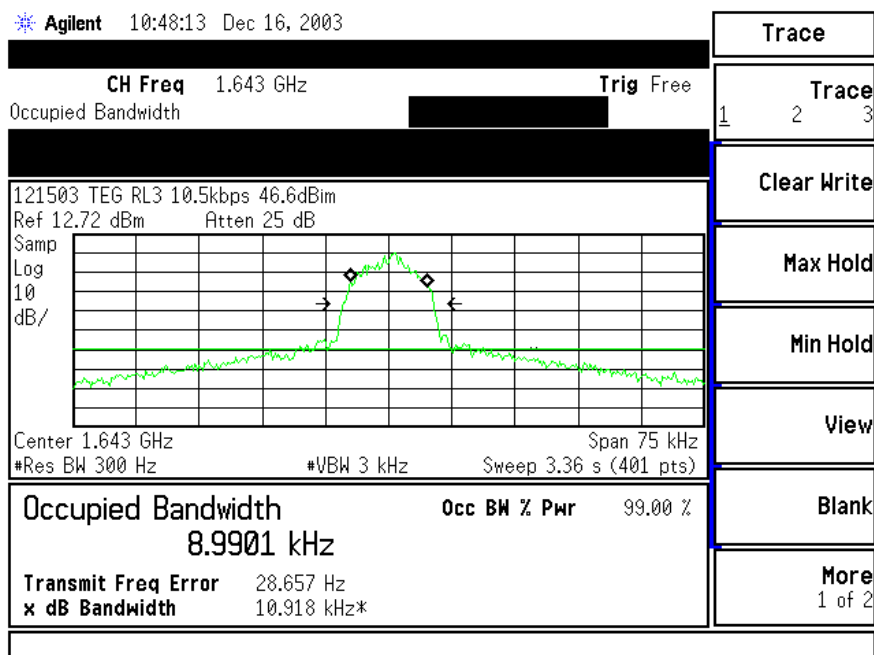 Agilent 10:48:13 Dec 16, 2003
Trace
CH Freq 1.643 GHz Trig Free
Occupied Bandwidth
Trace
1 2 3
Clear Write
Max Hold
Min Hold
View
Blank
More
1 of 2
121503 TEG RL3 10.5kbps 46.6dBim
Ref 12.72 dBm Atten 25 dB
Samp
Log
10
dB/
Center 1.643 GHz Span 75 kHz
#Res BW 300 Hz #VBW 3 kHz Sweep 3.36 s (401 pts)
Occupied Bandwidth Occ BW % Pwr 99.00 %
8.9901 kHz
Transmit Freq Error 28.657 Hz
x dB Bandwidth 10.918 kHz*